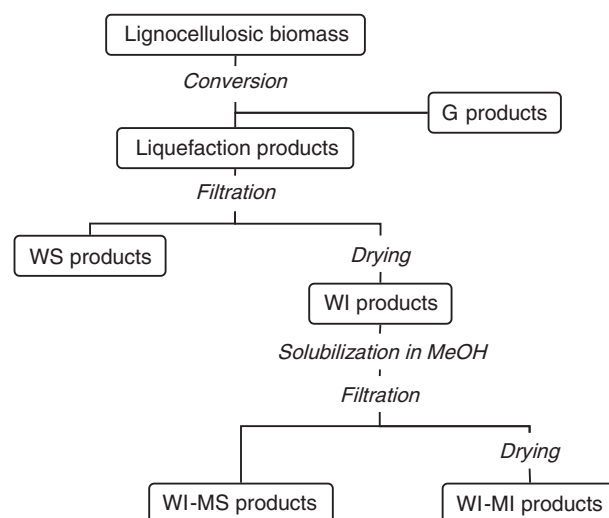 Lignocellulosic biomass
Conversion
G products
Liquefaction products
Filtration
WS products
Drying
WI products
Solubilization in MeOH
Filtration
Drying
WI-MS products
WI-MI products